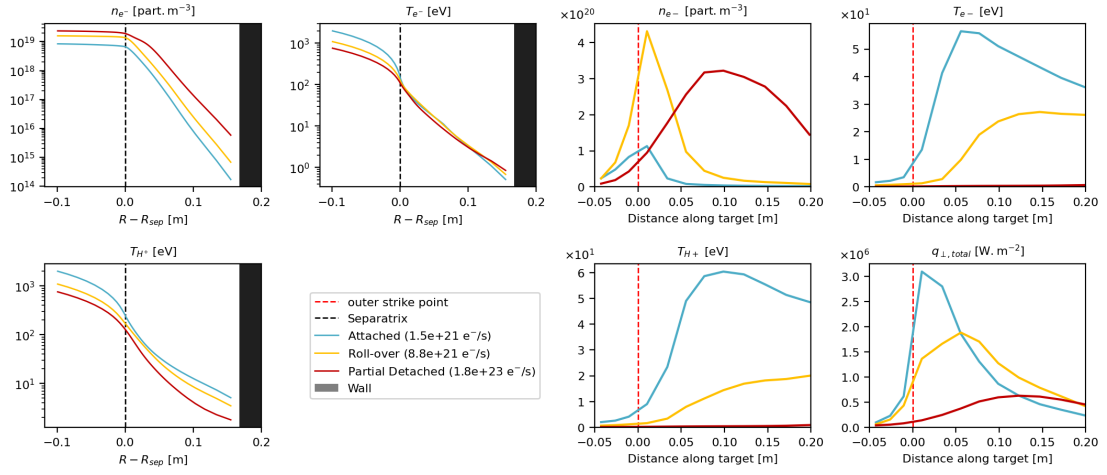 $n_{e^-}$ [part. m$^{-3}$]
10$^{19}$
10$^{18}$
10$^{17}$
10$^{16}$
10$^{15}$
10$^{14}$
−0.1 0.0 0.1 0.2
$R - R_{sep}$ [m]
$T_{e^-}$ [eV]
10$^{3}$
10$^{2}$
10$^{1}$
10$^{0}$
−0.1 0.0 0.1 0.2
$R - R_{sep}$ [m]
$n_{e-}$ [part. m$^{-3}$]
×10$^{20}$
4
2
0
−0.05 0.00 0.05 0.10 0.15 0.20
Distance along target [m]
$T_{e-}$ [eV]
×10$^{1}$
5
4
3
2
1
0
−0.05 0.00 0.05 0.10 0.15 0.20
Distance along target [m]
$T_{H^+}$ [eV]
10$^{3}$
10$^{2}$
10$^{1}$
−0.1 0.0 0.1 0.2
$R - R_{sep}$ [m]
outer strike point
Separatrix
Attached (1.5e+21 e$^-$/s)
Roll-over (8.8e+21 e$^-$/s)
Partial Detached (1.8e+23 e$^-$/s)
Wall
$T_{H+}$ [eV]
×10$^{1}$
6
5
4
3
2
1
0
−0.05 0.00 0.05 0.10 0.15 0.20
Distance along target [m]
$q_{\perp,total}$ [W. m$^{-2}$]
×10$^{6}$
3.0
2.5
2.0
1.5
1.0
0.5
0.0
−0.05 0.00 0.05 0.10 0.15 0.20
Distance along target [m]